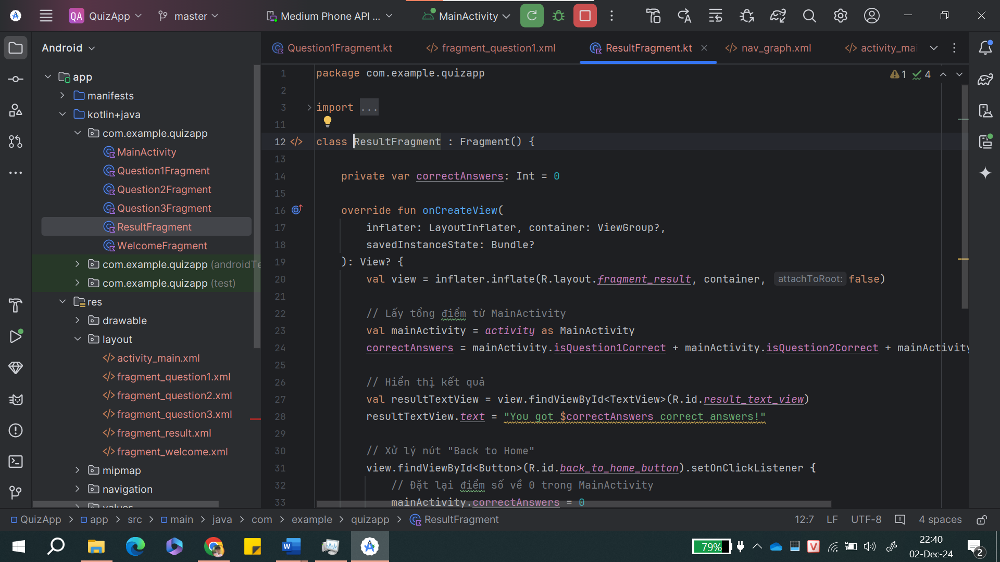 QA QuizApp master Medium Phone API ... MainActivity
Android
Question1Fragment.kt fragment_question1.xml ResultFragment.kt nav_graph.xml activity_mai
app
manifests
kotlin+java
com.example.quizapp
MainActivity
Question1Fragment
Question2Fragment
Question3Fragment
ResultFragment
WelcomeFragment
com.example.quizapp (androidTe
com.example.quizapp (test)
res
drawable
layout
activity_main.xml
fragment_question1.xml
fragment_question2.xml
fragment_question3.xml
fragment_result.xml
fragment_welcome.xml
mipmap
navigation
values
1 4
1 package com.example.quizapp
2
3 import ...
11
12 class ResultFragment : Fragment() {
13
14 private var correctAnswers: Int = 0
15
16 override fun onCreateView(
17 inflater: LayoutInflater, container: ViewGroup?,
18 savedInstanceState: Bundle?
19 ): View? {
20 val view = inflater.inflate(R.layout.fragment_result, container, attachToRoot: false)
21
22 // Lấy tổng điểm từ MainActivity
23 val mainActivity = activity as MainActivity
24 correctAnswers = mainActivity.isQuestion1Correct + mainActivity.isQuestion2Correct + mainActivity
25
26 // Hiển thị kết quả
27 val resultTextView = view.findViewById<TextView>(R.id.result_text_view)
28 resultTextView.text = "You got $correctAnswers correct answers!"
29
30 // Xử lý nút "Back to Home"
31 view.findViewById<Button>(R.id.back_to_home_button).setOnClickListener {
32 // Đặt lại điểm số về 0 trong MainActivity
33 mainActivity.correctAnswers = 0
QuizApp > app > src > main > java > com > example > quizapp > ResultFragment 12:7 LF UTF-8 4 spaces
79% 22:40
02-Dec-24 2